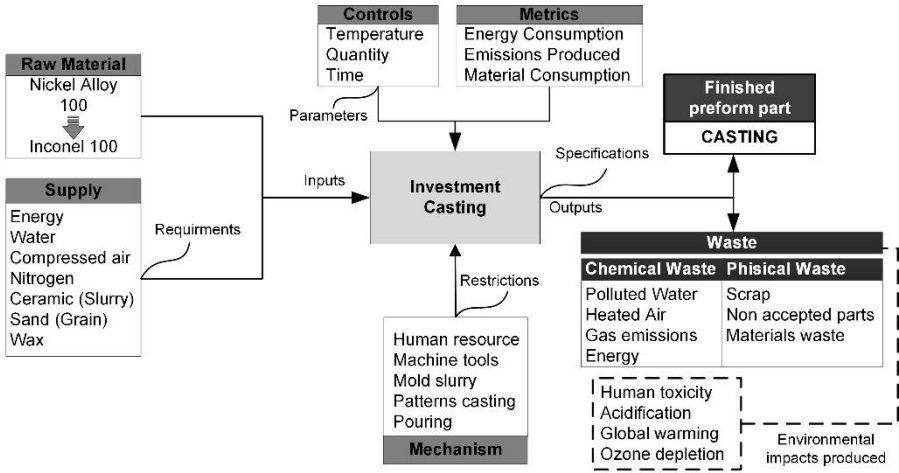 Controls
Temperature
Quantity
Time
Metrics
Energy Consumption
Emissions Produced
Material Consumption
Raw Material
Nickel Alloy
100
Inconel 100
Parameters
Finished
preform part
CASTING
Supply
Energy
Water
Compressed air
Nitrogen
Ceramic (Slurry)
Sand (Grain)
Wax
Requirments
Inputs
Investment
Casting
Specifications
Outputs
Restrictions
Human resource
Machine tools
Mold slurry
Patterns casting
Pouring
Mechanism
Waste
Chemical Waste
Polluted Water
Heated Air
Gas emissions
Energy
Phisical Waste
Scrap
Non accepted parts
Materials waste
Human toxicity
Acidification
Global warming
Ozone depletion
Environmental
impacts produced